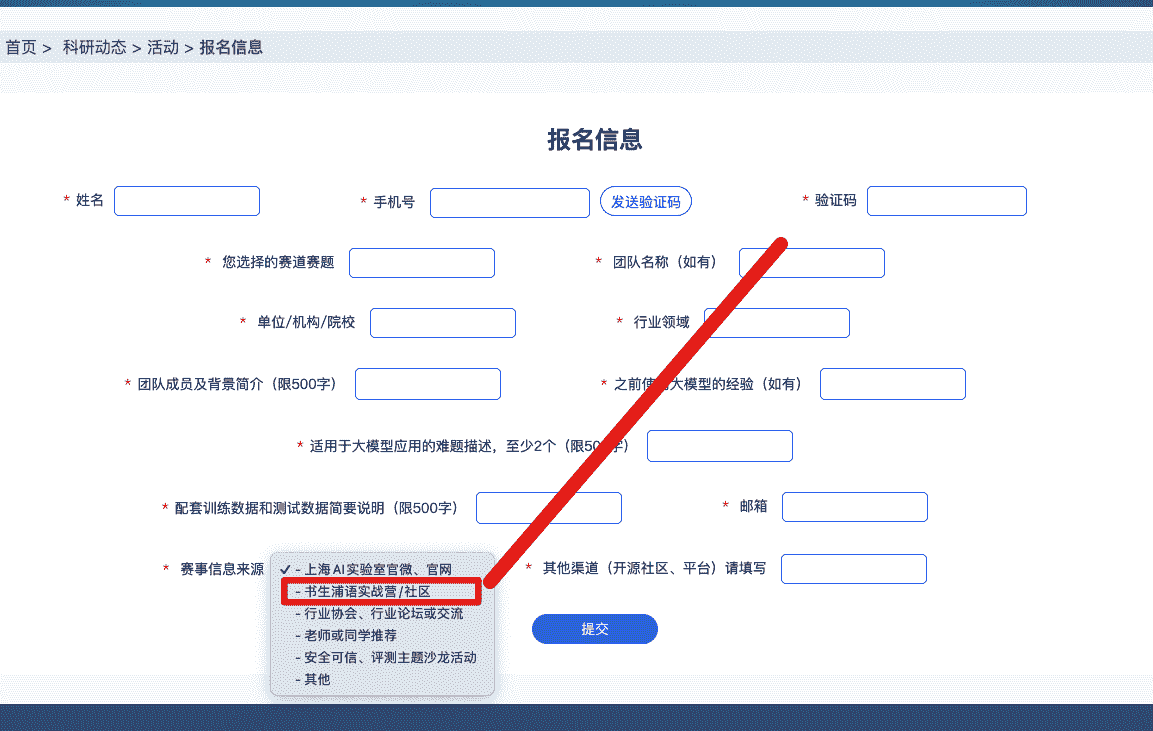 首页 > 科研动态 > 活动 > 报名信息
报名信息
* 姓名 * 手机号 发送验证码 * 验证码
* 您选择的赛道赛题 * 团队名称（如有）
* 单位/机构/院校 * 行业领域
* 团队成员及背景简介（限500字） * 之前使 大模型的经验（如有）
* 适用于大模型应用的难题描述，至少2个（限50 字）
* 配套训练数据和测试数据简要说明（限500字） * 邮箱
* 赛事信息来源 * 其他渠道（开源社区、平台）请填写
✓ - 上海AI实验室官微、官网
- 书生浦语实战营/社区
- 行业协会、行业论坛或交流
- 老师或同学推荐
- 安全可信、评测主题沙龙活动
- 其他
提交